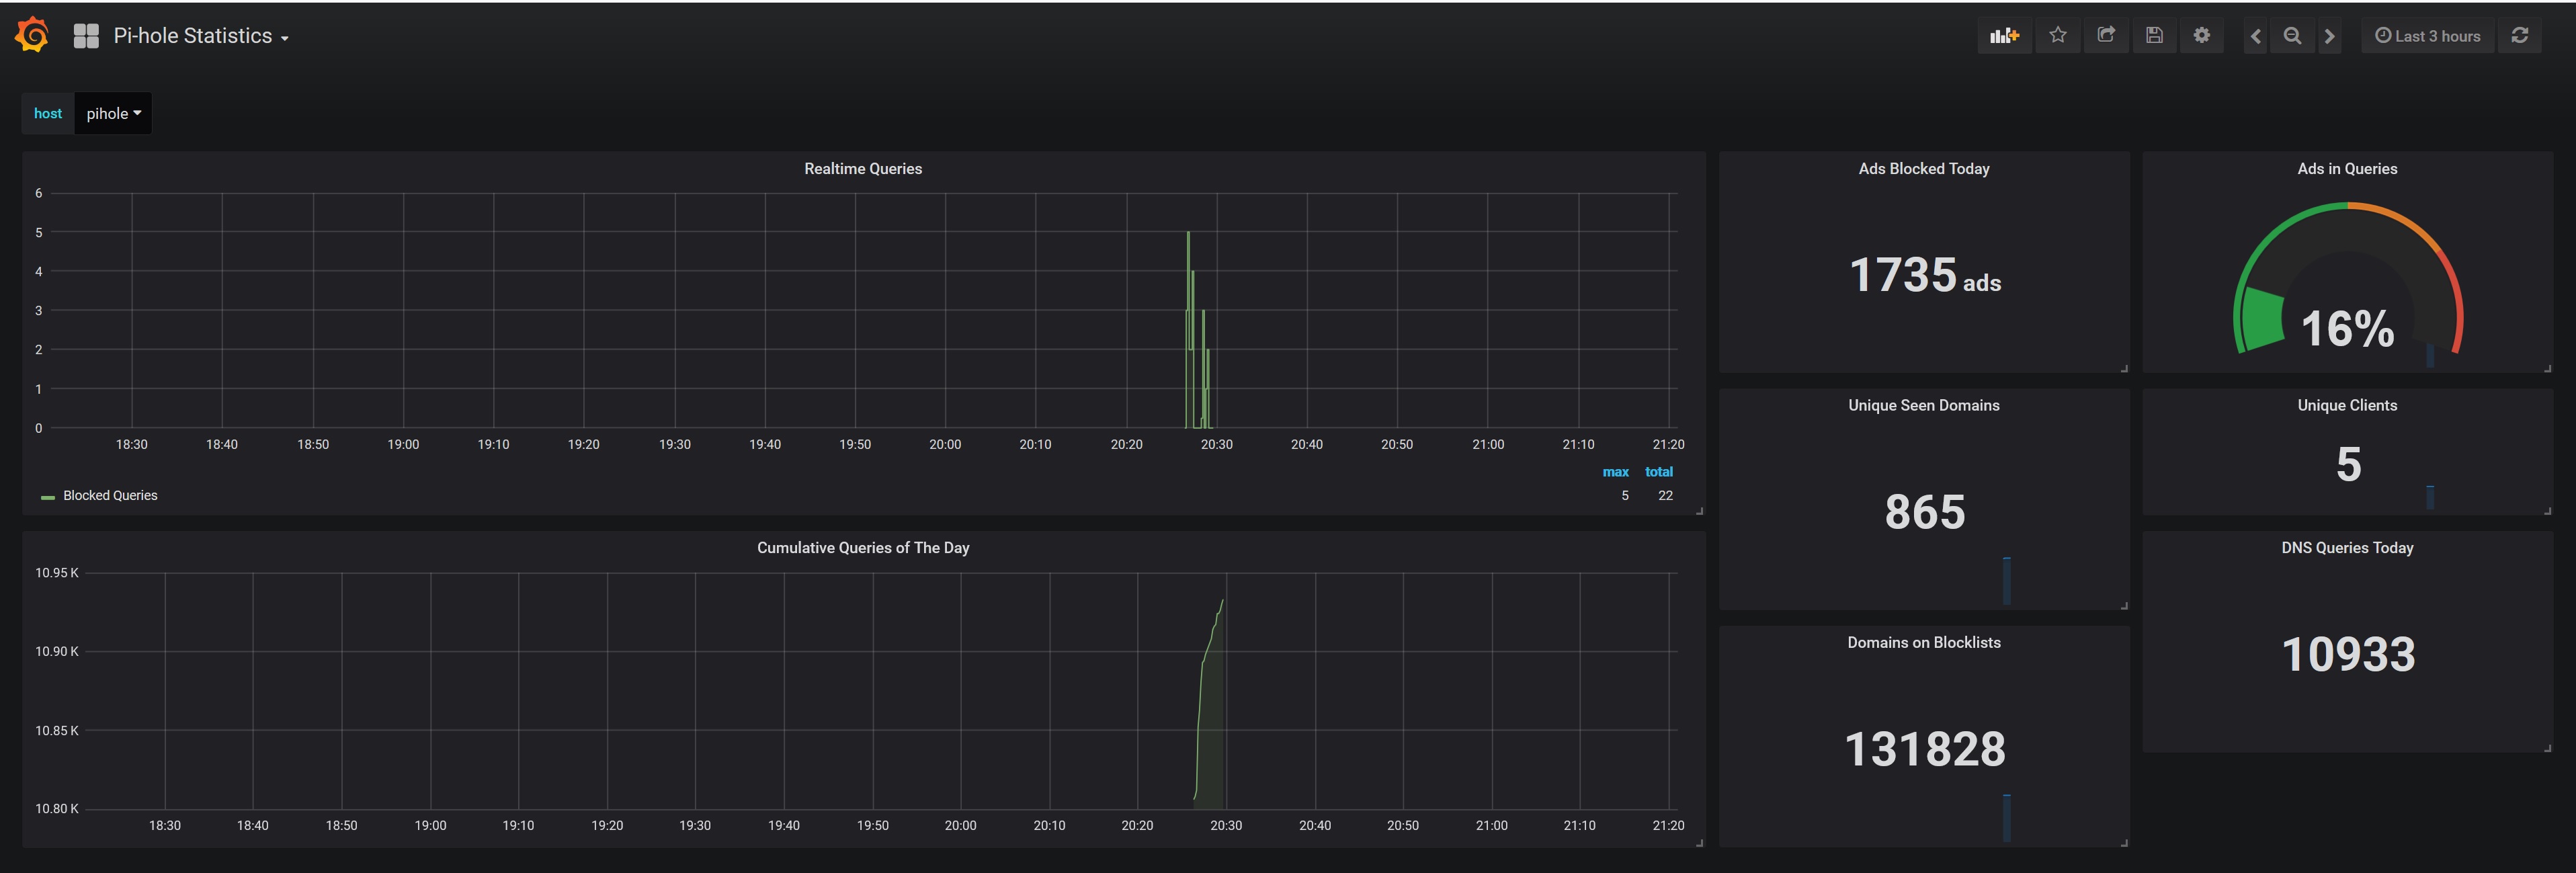 Pi-hole Statistics
Last 3 hours
host pihole
Realtime Queries
6
5
4
3
2
1
0
18:30 18:40 18:50 19:00 19:10 19:20 19:30 19:40 19:50 20:00 20:10 20:20 20:30 20:40 20:50 21:00 21:10 21:20
max total
Blocked Queries 5 22
Cumulative Queries of The Day
10.95 K
10.90 K
10.85 K
10.80 K
18:30 18:40 18:50 19:00 19:10 19:20 19:30 19:40 19:50 20:00 20:10 20:20 20:30 20:40 20:50 21:00 21:10 21:20
Ads Blocked Today
1735 ads
Ads in Queries
16%
Unique Seen Domains
865
Unique Clients
5
Domains on Blocklists
131828
DNS Queries Today
10933